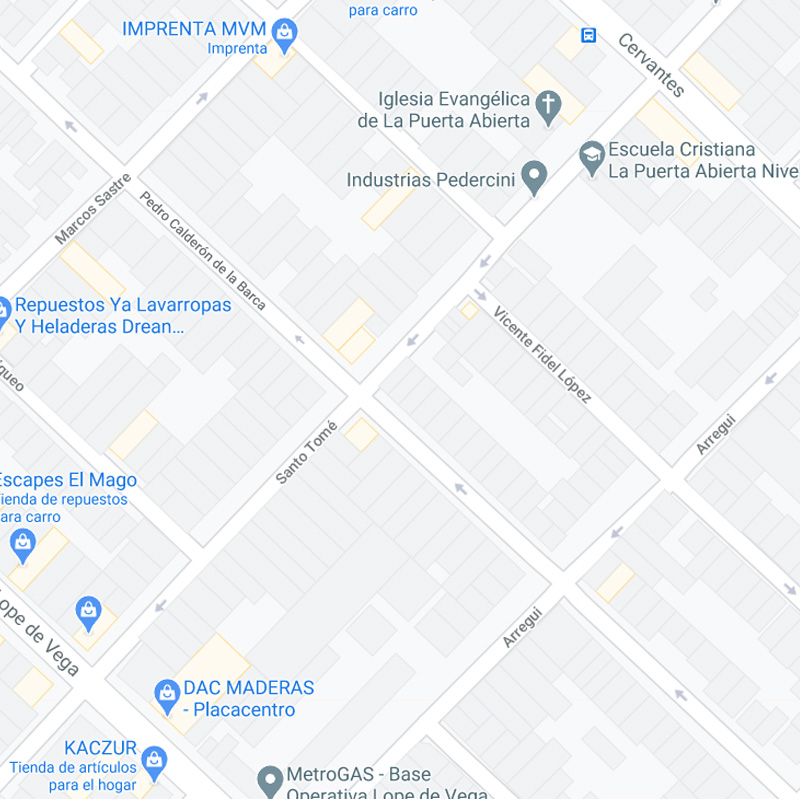 para carro
IMPRENTA MVM
Imprenta
Cervantes
Iglesia Evangélica
de La Puerta Abierta
Escuela Cristiana
La Puerta Abierta Nive
Industrias Pedercini
Marcos Sastre
Pedro Calderón de la Barca
Repuestos Ya Lavarropas
Y Heladeras Drean...
Vicente Fidel López
queo
Arregui
Santo Tomé
Escapes El Mago
ienda de repuestos
ara carro
Lope de Vega
Arregui
DAC MADERAS
- Placacentro
KACZUR
Tienda de artículos
para el hogar
MetroGAS - Base
Operativa Lope de Vega